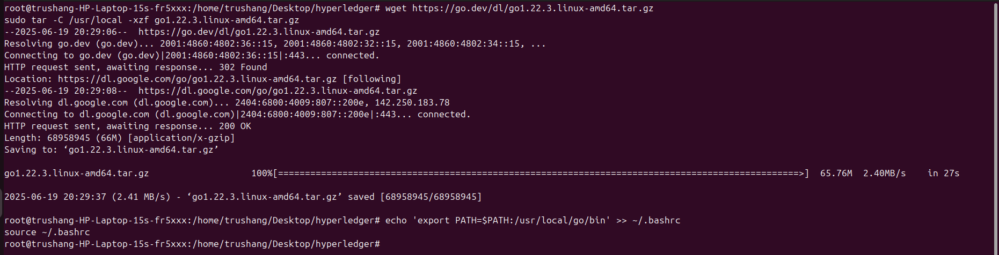 root@trushang-HP-Laptop-15s-fr5xxx:/home/trushang/Desktop/hyperledger# wget https://go.dev/dl/go1.22.3.linux-amd64.tar.gz
sudo tar -C /usr/local -xzf go1.22.3.linux-amd64.tar.gz
--2025-06-19 20:29:06--  https://go.dev/dl/go1.22.3.linux-amd64.tar.gz
Resolving go.dev (go.dev)... 2001:4860:4802:36::15, 2001:4860:4802:32::15, 2001:4860:4802:34::15, ...
Connecting to go.dev (go.dev)|2001:4860:4802:36::15|:443... connected.
HTTP request sent, awaiting response... 302 Found
Location: https://dl.google.com/go/go1.22.3.linux-amd64.tar.gz [following]
--2025-06-19 20:29:08--  https://dl.google.com/go/go1.22.3.linux-amd64.tar.gz
Resolving dl.google.com (dl.google.com)... 2404:6800:4009:807::200e, 142.250.183.78
Connecting to dl.google.com (dl.google.com)|2404:6800:4009:807::200e|:443... connected.
HTTP request sent, awaiting response... 200 OK
Length: 68958945 (66M) [application/x-gzip]
Saving to: ‘go1.22.3.linux-amd64.tar.gz’
go1.22.3.linux-amd64.tar.gz                   100%[=================================================================================================>]  65.76M  2.40MB/s    in 27s
2025-06-19 20:29:37 (2.41 MB/s) - ‘go1.22.3.linux-amd64.tar.gz’ saved [68958945/68958945]
root@trushang-HP-Laptop-15s-fr5xxx:/home/trushang/Desktop/hyperledger# echo 'export PATH=$PATH:/usr/local/go/bin' >> ~/.bashrc
source ~/.bashrc
root@trushang-HP-Laptop-15s-fr5xxx:/home/trushang/Desktop/hyperledger#